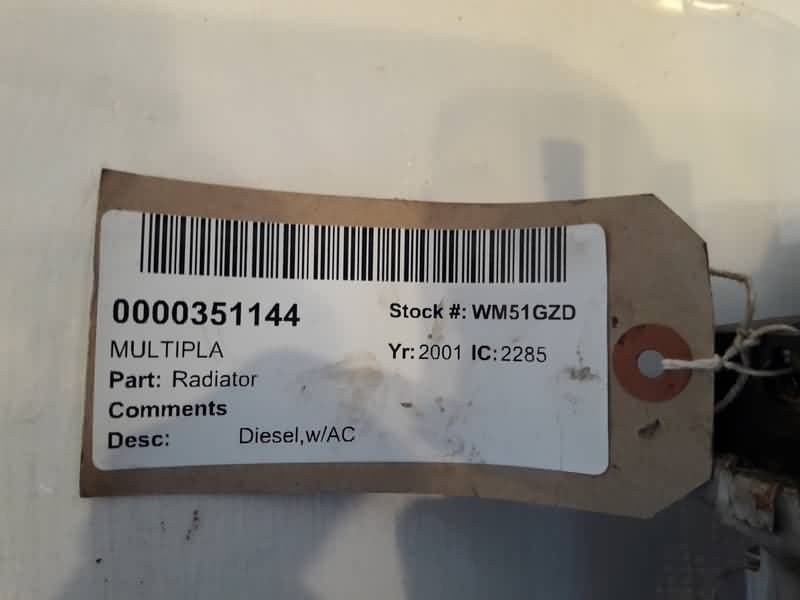 0000351144 Stock #: WM51GZD
MULTIPLA Yr: 2001 IC: 2285
Part: Radiator
Comments
Desc: Diesel,w/AC